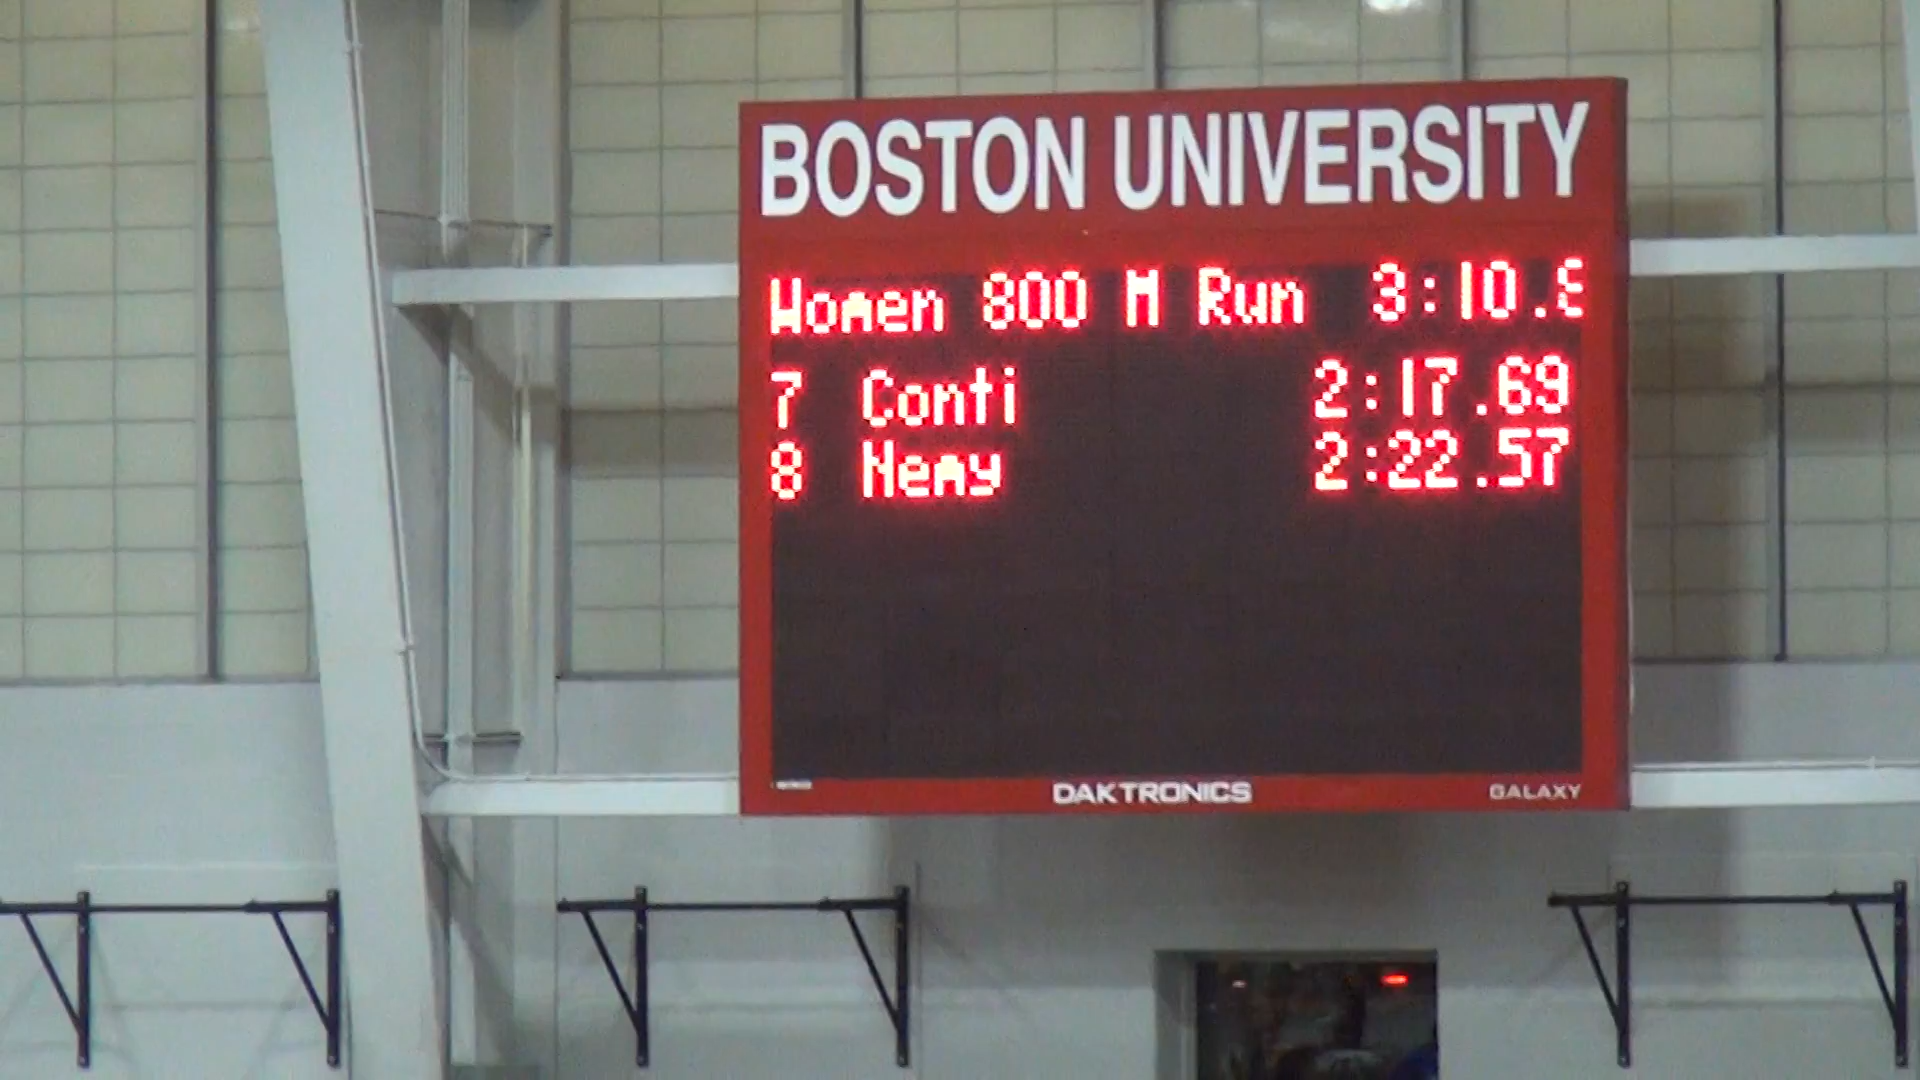 BOSTON UNIVERSITY
Women 800 M Run 3:10.
7 Conti 2:17.69
8 Nemy 2:22.57
DAKTRONICS GALAXY